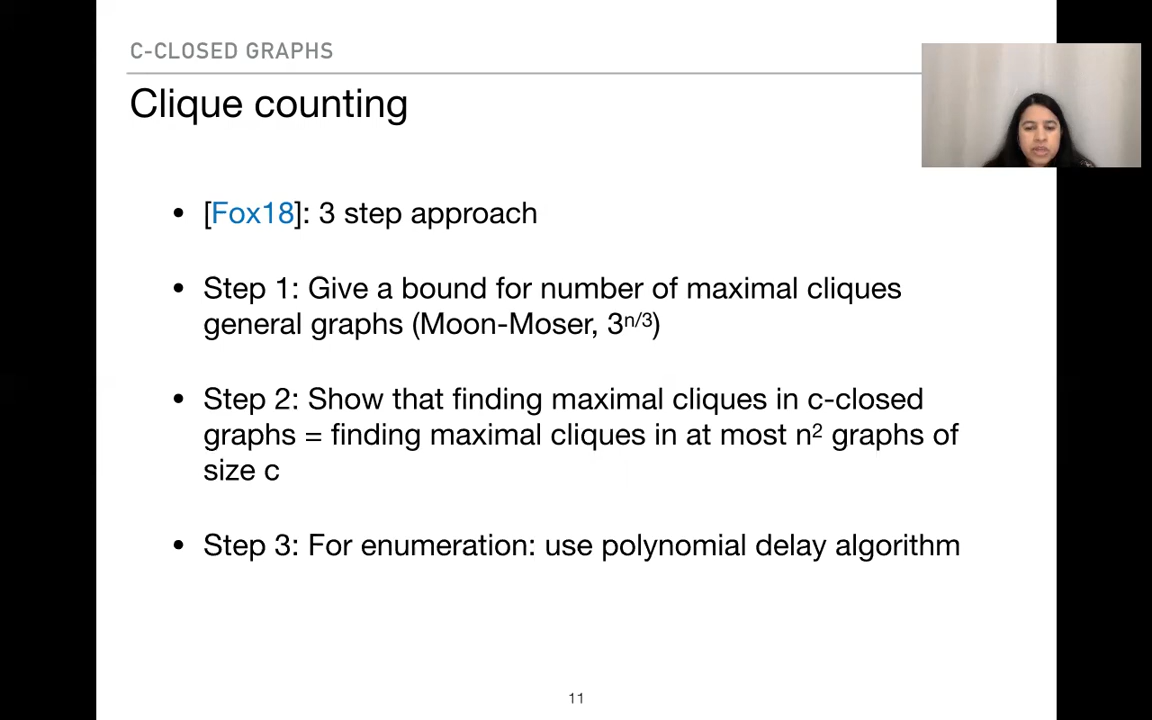 C-CLOSED GRAPHS
Clique counting
• [Fox18]: 3 step approach
• Step 1: Give a bound for number of maximal cliques
general graphs (Moon-Moser, 3ⁿ/³)
• Step 2: Show that finding maximal cliques in c-closed
graphs = finding maximal cliques in at most n² graphs of
size c
• Step 3: For enumeration: use polynomial delay algorithm
11